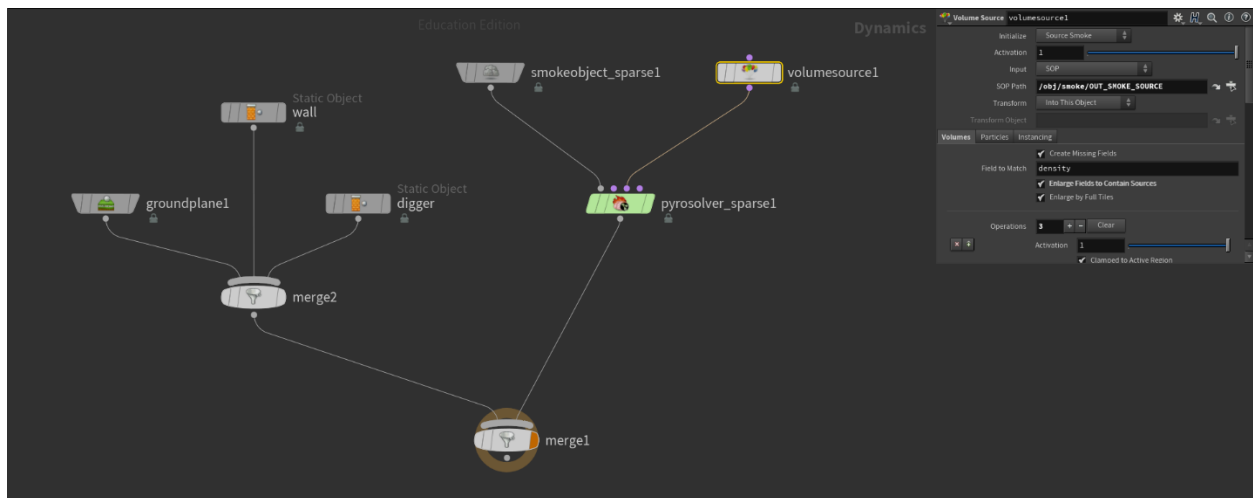 Education Edition
Dynamics
smokeobject_sparse1
volumesource1
Static Object
wall
Static Object
groundplane1
digger
pyrosolver_sparse1
merge2
merge1
Volume Source volumesource1
Initialize Source Smoke
Activation 1
Input SOP
SOP Path /obj/smoke/OUT_SMOKE_SOURCE
Transform Into This Object
Transform Object
Volumes Particles Instancing
Create Missing Fields
Field to Match density
Enlarge Fields to Contain Sources
Enlarge by Full Tiles
Operations 3 + - Clear
Activation 1
Clamped to Active Region